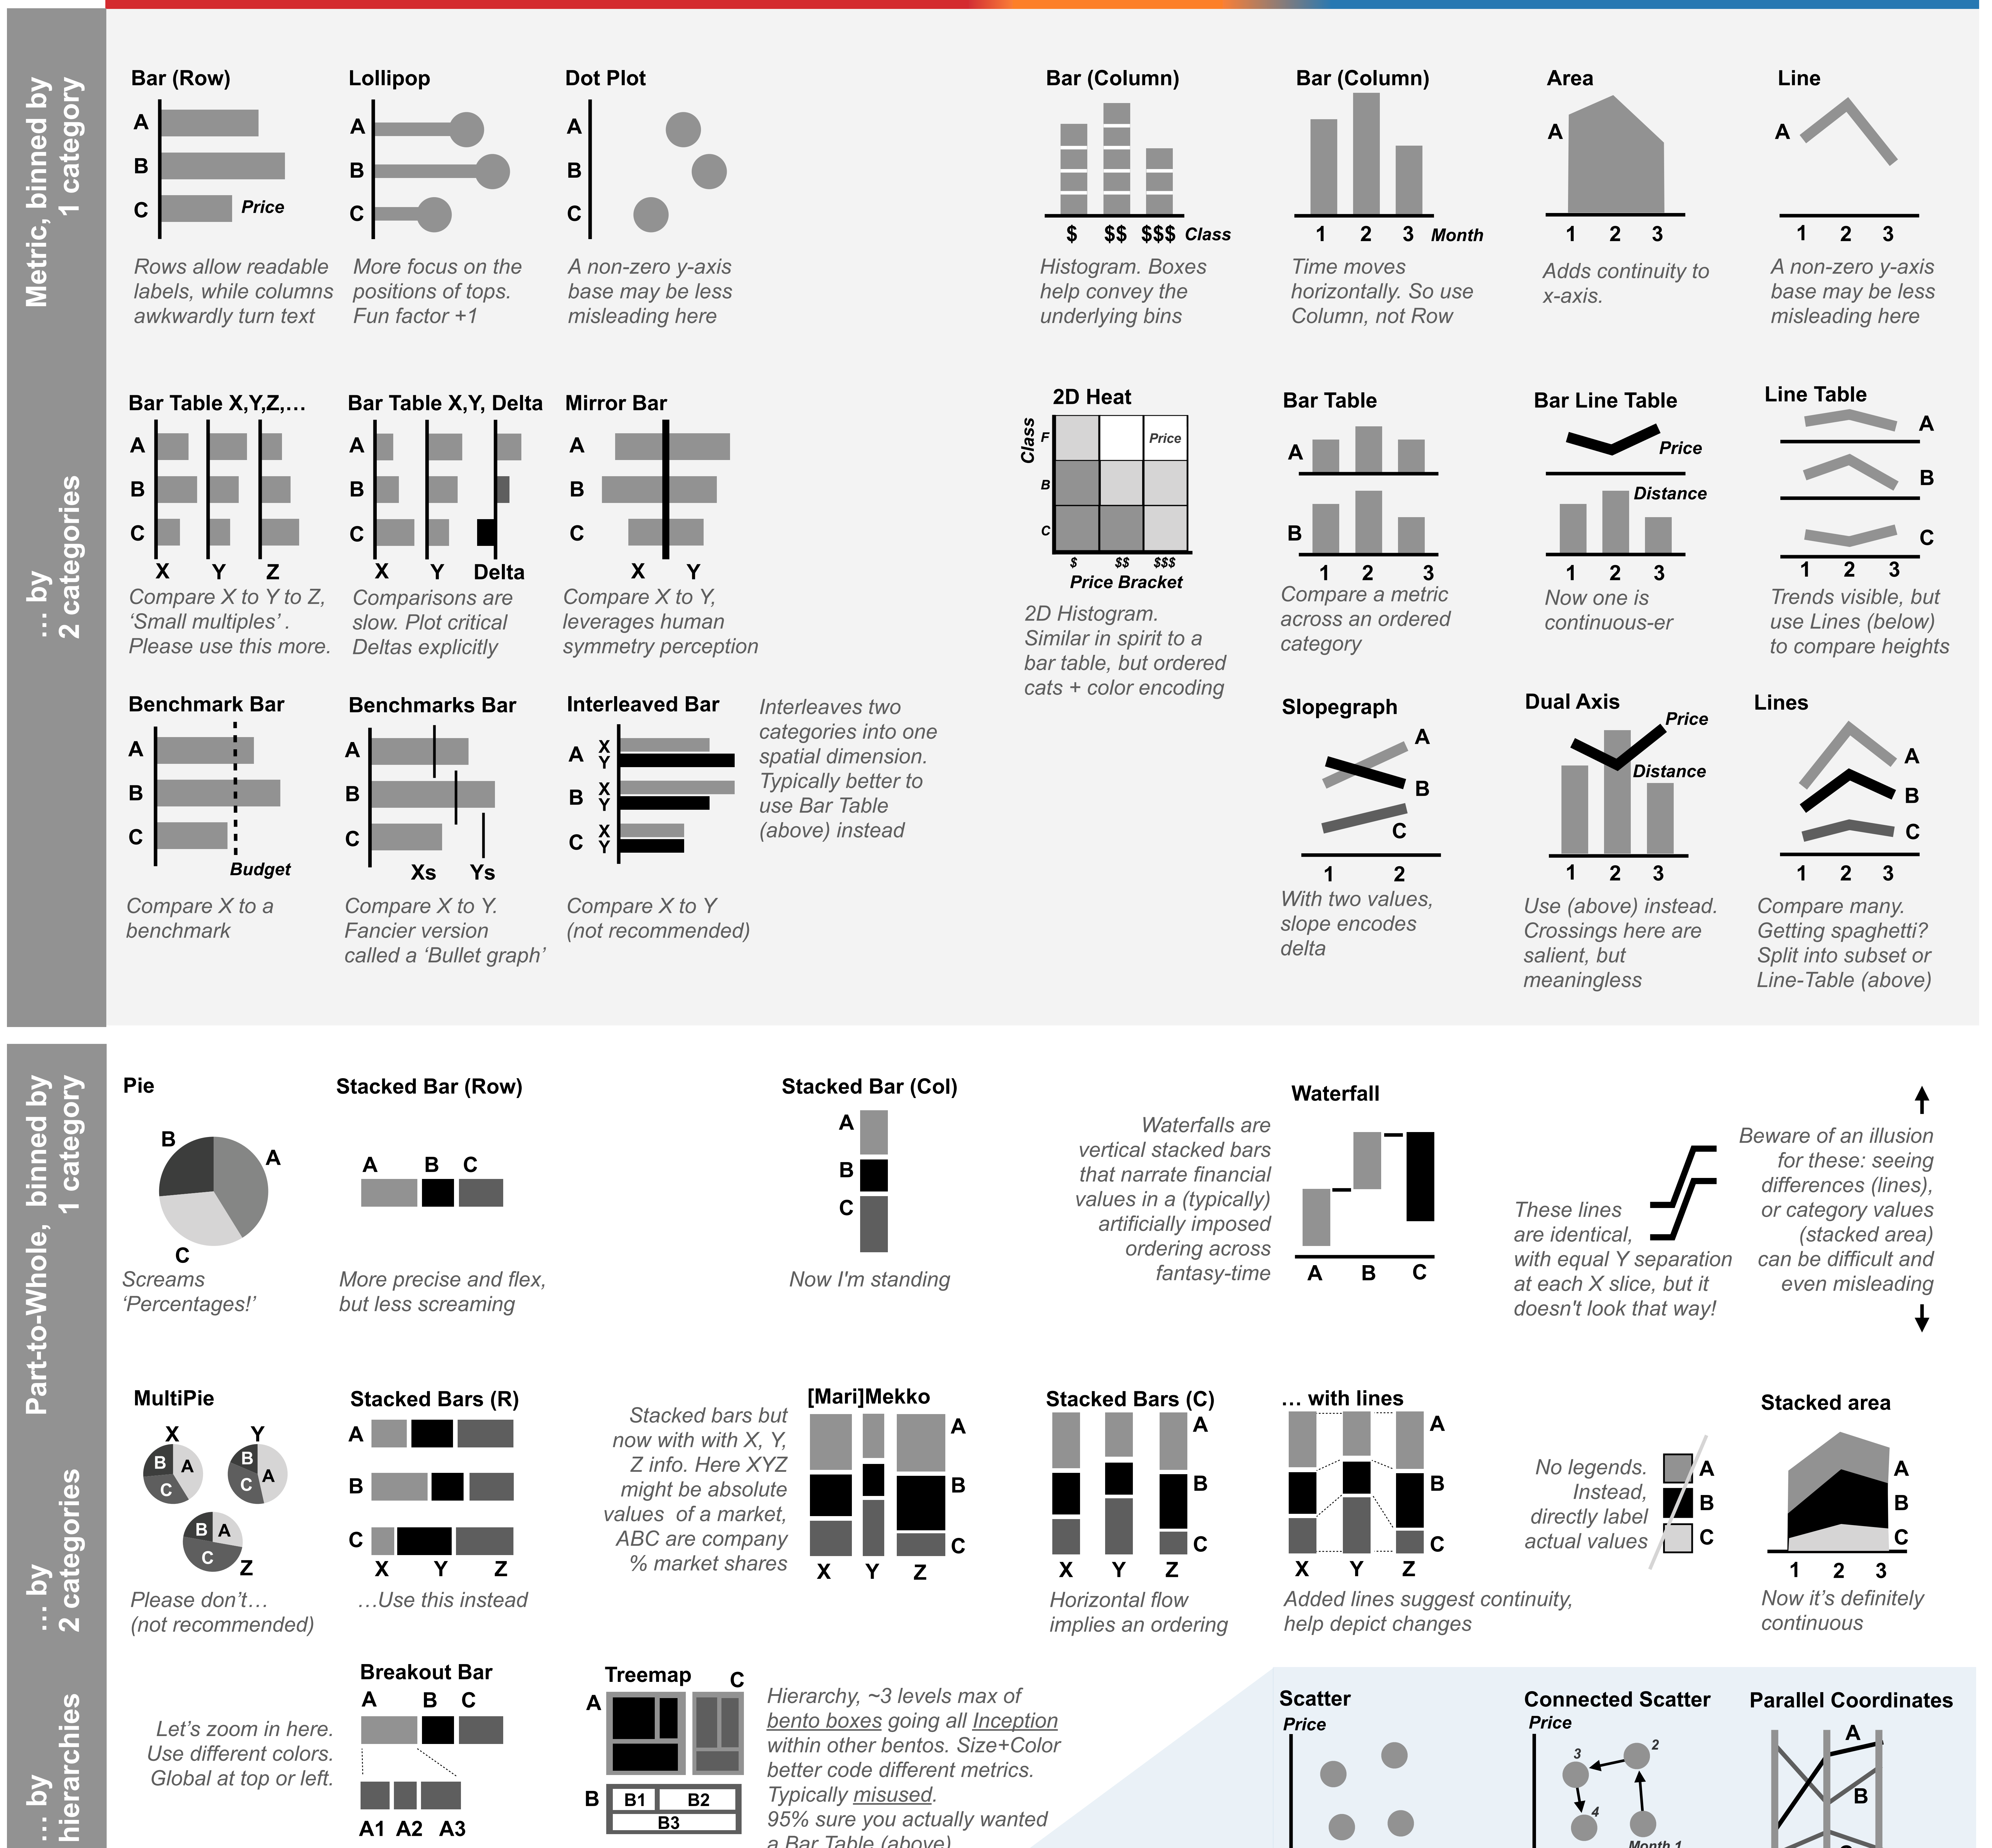 Metric, binned by
1 category
Bar (Row)
A
B
C
Price
Rows allow readable
labels, while columns
awkwardly turn text
Lollipop
A
B
C
More focus on the
positions of tops.
Fun factor +1
Dot Plot
A
B
C
A non-zero y-axis
base may be less
misleading here
Bar (Column)
$ $$ $$$ Class
Histogram. Boxes
help convey the
underlying bins
Bar (Column)
1 2 3 Month
Time moves
horizontally. So use
Column, not Row
Area
A
1 2 3
Adds continuity to
x-axis.
Line
A
1 2 3
A non-zero y-axis
base may be less
misleading here
… by
2 categories
Bar Table X,Y,Z,…
A
B
C
X Y Z
Compare X to Y to Z,
‘Small multiples’ .
Please use this more.
Bar Table X,Y, Delta
A
B
C
X Y Delta
Comparisons are
slow. Plot critical
Deltas explicitly
Mirror Bar
A
B
C
X Y
Compare X to Y,
leverages human
symmetry perception
2D Heat
Class
F
B
C
Price
$ $$ $$$
Price Bracket
2D Histogram.
Similar in spirit to a
bar table, but ordered
cats + color encoding
Bar Table
A
B
1 2 3
Compare a metric
across an ordered
category
Bar Line Table
Price
Distance
1 2 3
Now one is
continuous-er
Line Table
A
B
C
1 2 3
Trends visible, but
use Lines (below)
to compare heights
Benchmark Bar
A
B
C
Budget
Compare X to a
benchmark
Benchmarks Bar
A
B
C
Xs Ys
Compare X to Y.
Fancier version
called a ‘Bullet graph’
Interleaved Bar
A X
Y
B X
Y
C X
Y
Compare X to Y
(not recommended)
Interleaves two
categories into one
spatial dimension.
Typically better to
use Bar Table
(above) instead
Slopegraph
A
B
C
1 2
With two values,
slope encodes
delta
Dual Axis
Price
Distance
1 2 3
Use (above) instead.
Crossings here are
salient, but
meaningless
Lines
A
B
C
1 2 3
Compare many.
Getting spaghetti?
Split into subset or
Line-Table (above)
Part-to-Whole, binned by
1 category
Pie
B
A
C
Screams
‘Percentages!’
Stacked Bar (Row)
A B C
More precise and flex,
but less screaming
Stacked Bar (Col)
A
B
C
Now I'm standing
Waterfall
Waterfalls are
vertical stacked bars
that narrate financial
values in a (typically)
artificially imposed
ordering across
fantasy-time
A B C
These lines
are identical,
with equal Y separation
at each X slice, but it
doesn't look that way!
Beware of an illusion
for these: seeing
differences (lines),
or category values
(stacked area)
can be difficult and
even misleading
… by
2 categories
MultiPie
X Y
B A
C
B A
C
B A
C
Z
Please don’t…
(not recommended)
Stacked Bars (R)
A
B
C
X Y Z
…Use this instead
Stacked bars but
now with with X, Y,
Z info. Here XYZ
might be absolute
values of a market,
ABC are company
% market shares
[Mari]Mekko
A
B
C
X Y Z
Stacked Bars (C)
A
B
C
X Y Z
Horizontal flow
implies an ordering
… with lines
A
B
C
X Y Z
Added lines suggest continuity,
help depict changes
No legends.
Instead,
directly label
actual values
A
B
C
Stacked area
A
B
C
1 2 3
Now it’s definitely
continuous
… by
hierarchies
Let’s zoom in here.
Use different colors.
Global at top or left.
Breakout Bar
A B C
A1 A2 A3
Treemap
C
A
B
B1 B2
B3
Hierarchy, ~3 levels max of
bento boxes going all Inception
within other bentos. Size+Color
better code different metrics.
Typically misused.
95% sure you actually wanted
a Bar Table (above)
Scatter
Price
Connected Scatter
Price
3
2
4
Month 1
Parallel Coordinates
A
B